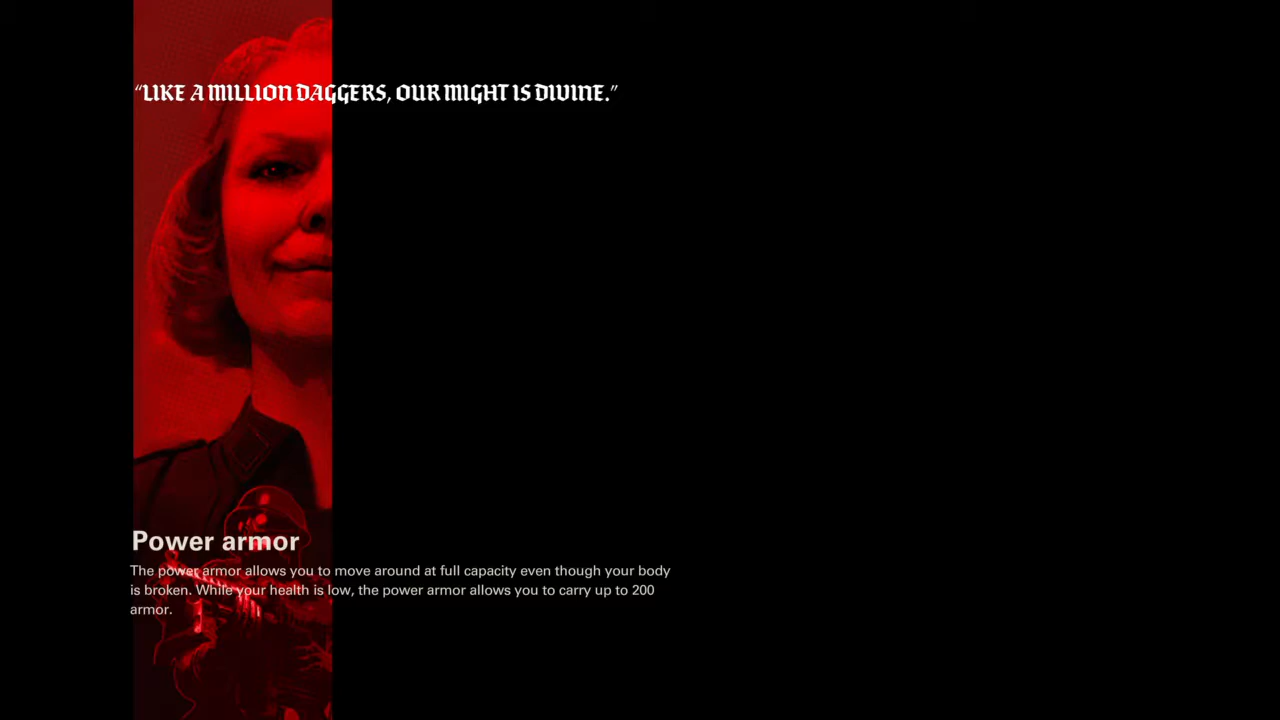 “LIKE A MILLION DAGGERS, OUR MIGHT IS DIVINE.”
Power armor
The power armor allows you to move around at full capacity even though your body
is broken. While your health is low, the power armor allows you to carry up to 200
armor.